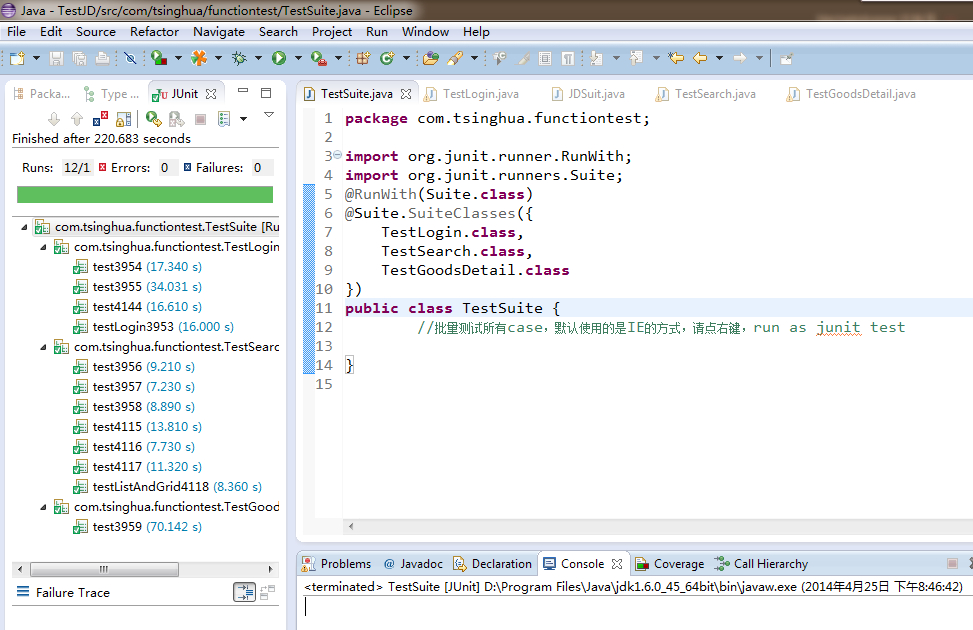 Java - TestJD/src/com/tsinghua/functiontest/TestSuite.java - Eclipse
File Edit Source Refactor Navigate Search Project Run Window Help
Packa... Type ... JUnit
Finished after 220.683 seconds
Runs: 12/1 Errors: 0 Failures: 0
com.tsinghua.functiontest.TestSuite [Ru
com.tsinghua.functiontest.TestLogin
test3954 (17.340 s)
test3955 (34.031 s)
test4144 (16.610 s)
testLogin3953 (16.000 s)
com.tsinghua.functiontest.TestSearc
test3956 (9.210 s)
test3957 (7.230 s)
test3958 (8.890 s)
test4115 (13.810 s)
test4116 (7.730 s)
test4117 (11.320 s)
testListAndGrid4118 (8.360 s)
com.tsinghua.functiontest.TestGood
test3959 (70.142 s)
Failure Trace
TestSuite.java TestLogin.java JDSuit.java TestSearch.java TestGoodsDetail.java
1 package com.tsinghua.functiontest;
2
3 import org.junit.runner.RunWith;
4 import org.junit.runners.Suite;
5 @RunWith(Suite.class)
6 @Suite.SuiteClasses({
7 TestLogin.class,
8 TestSearch.class,
9 TestGoodsDetail.class
10 })
11 public class TestSuite {
12 //批量测试所有case，默认使用的是IE的方式，请点右键，run as junit test
13
14 }
15
Problems @ Javadoc Declaration Console Coverage Call Hierarchy
<terminated> TestSuite [JUnit] D:\Program Files\Java\jdk1.6.0_45_64bit\bin\javaw.exe (2014年4月25日 下午8:46:42)